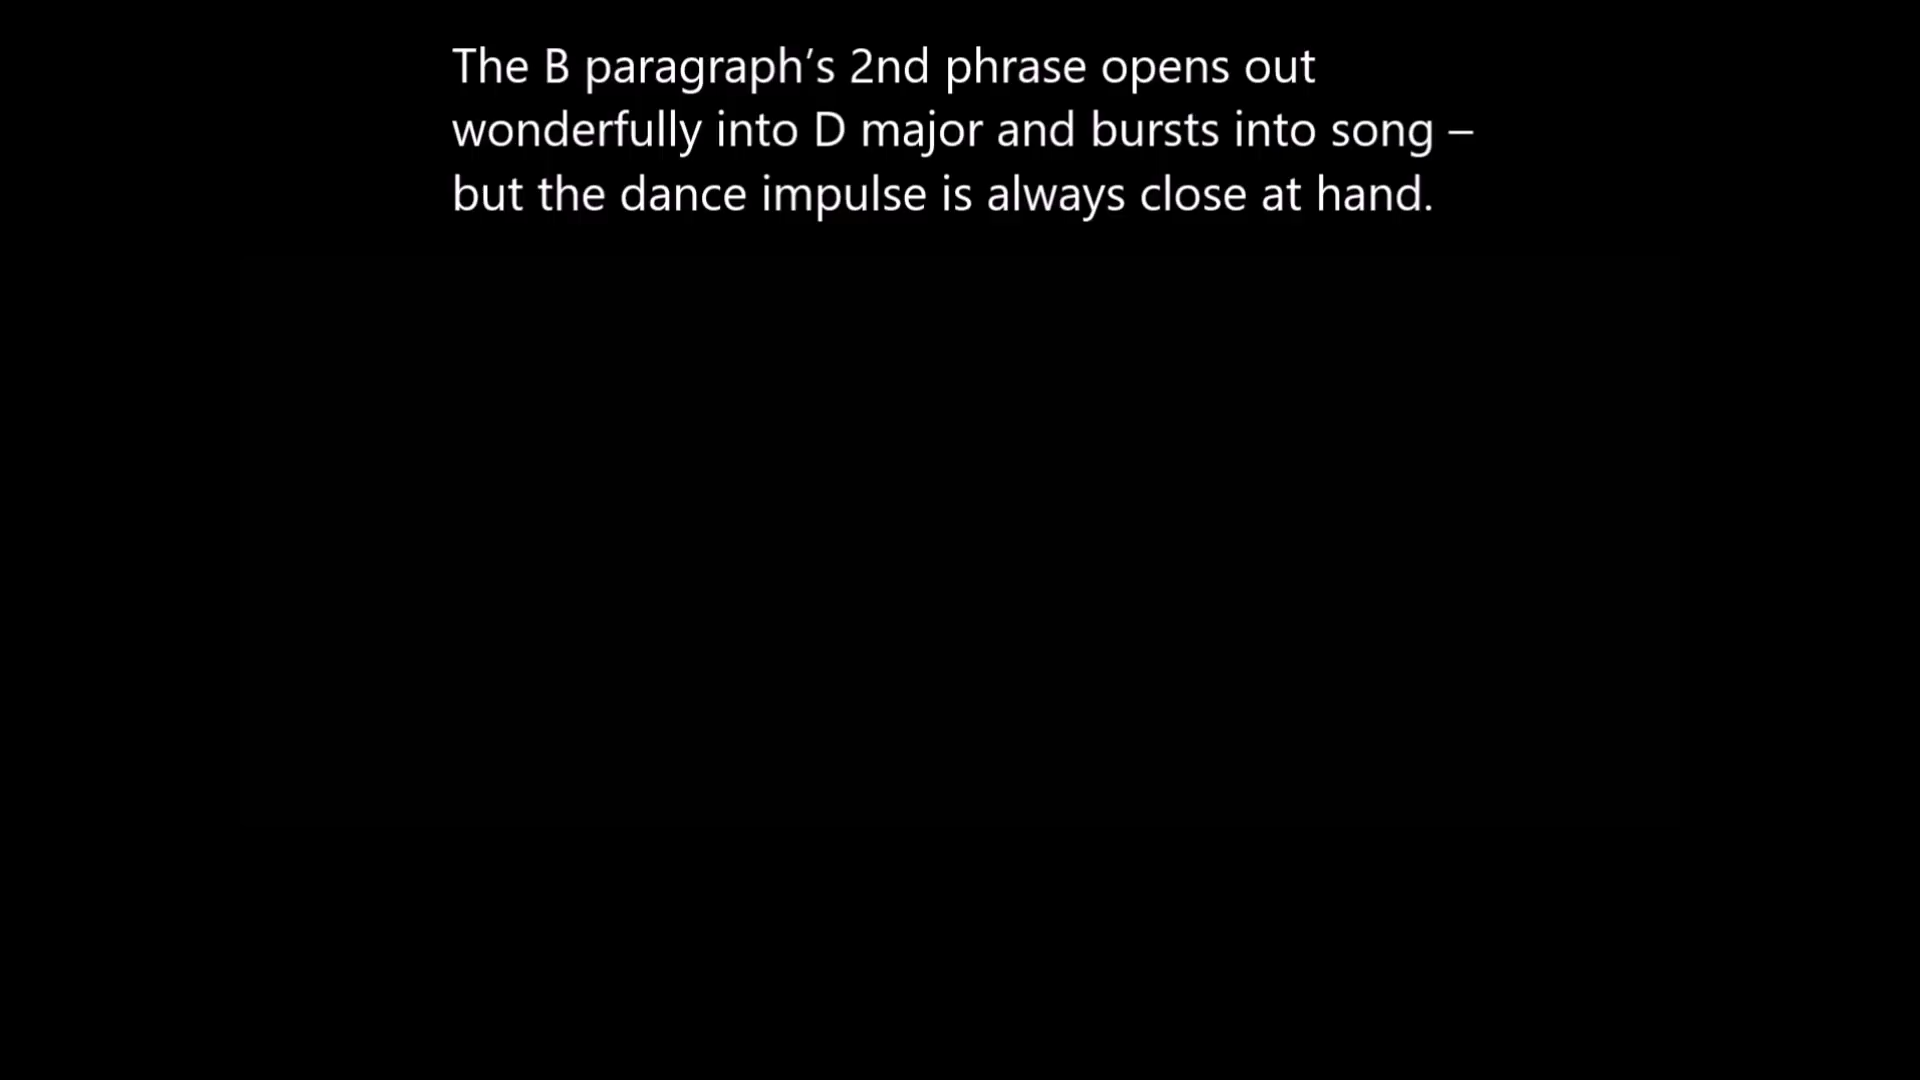 The B paragraph’s 2nd phrase opens out
wonderfully into D major and bursts into song –
but the dance impulse is always close at hand.